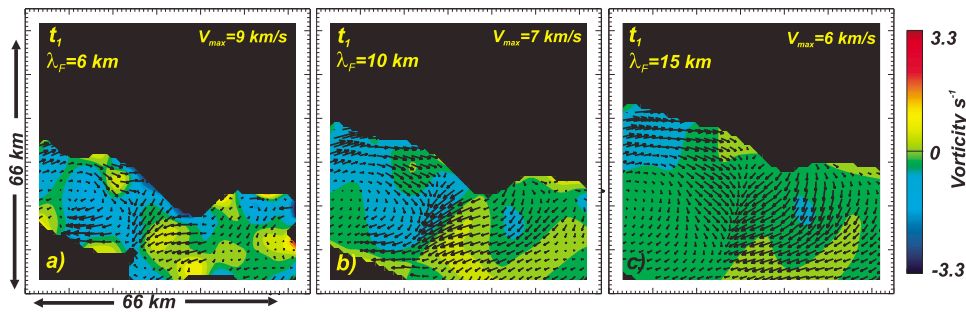 t1
Vmax=9 km/s
λF=6 km
a)
t1
Vmax=7 km/s
λF=10 km
5
b)
t1
Vmax=6 km/s
λF=15 km
c)
66 km
66 km
3.3
0
-3.3
Vorticity s-1